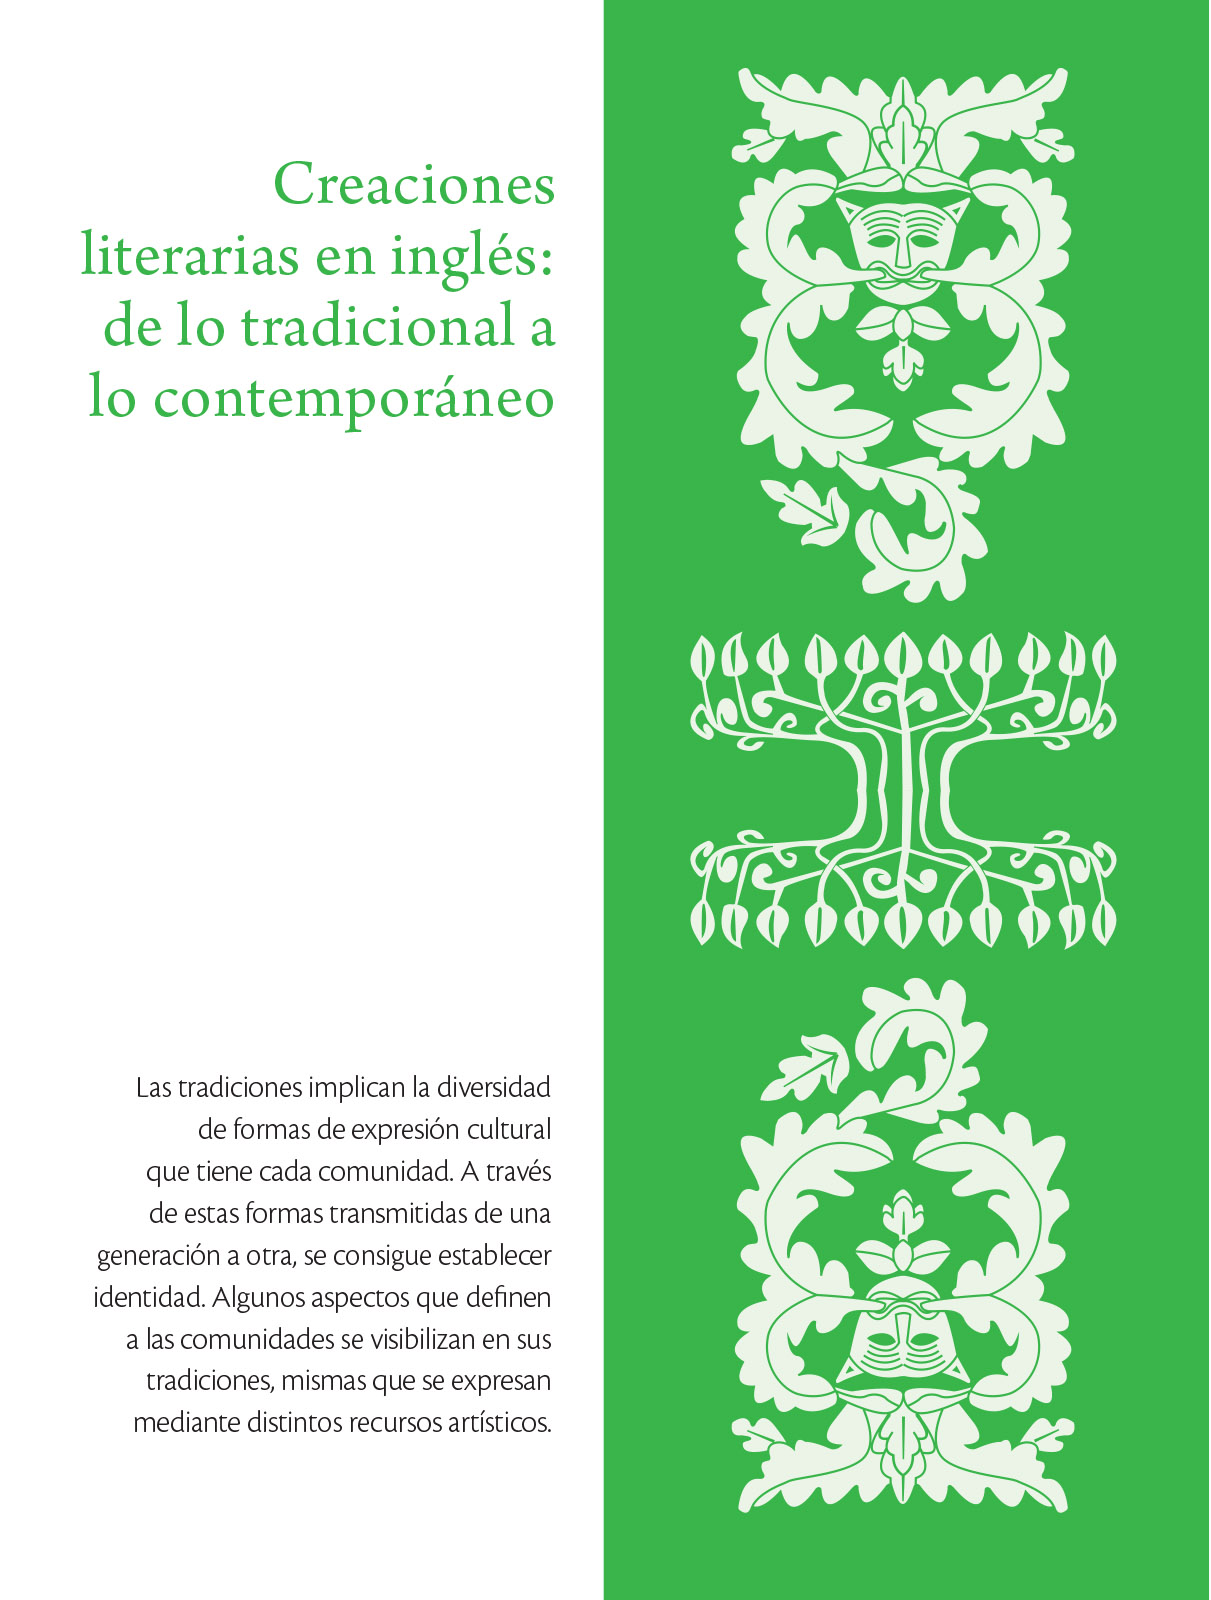 Creaciones
literarias en inglés:
de lo tradicional a
lo contemporáneo
Las tradiciones implican la diversidad
de formas de expresión cultural
que tiene cada comunidad. A través
de estas formas transmitidas de una
generación a otra, se consigue establecer
identidad. Algunos aspectos que definen
a las comunidades se visibilizan en sus
tradiciones, mismas que se expresan
mediante distintos recursos artísticos.